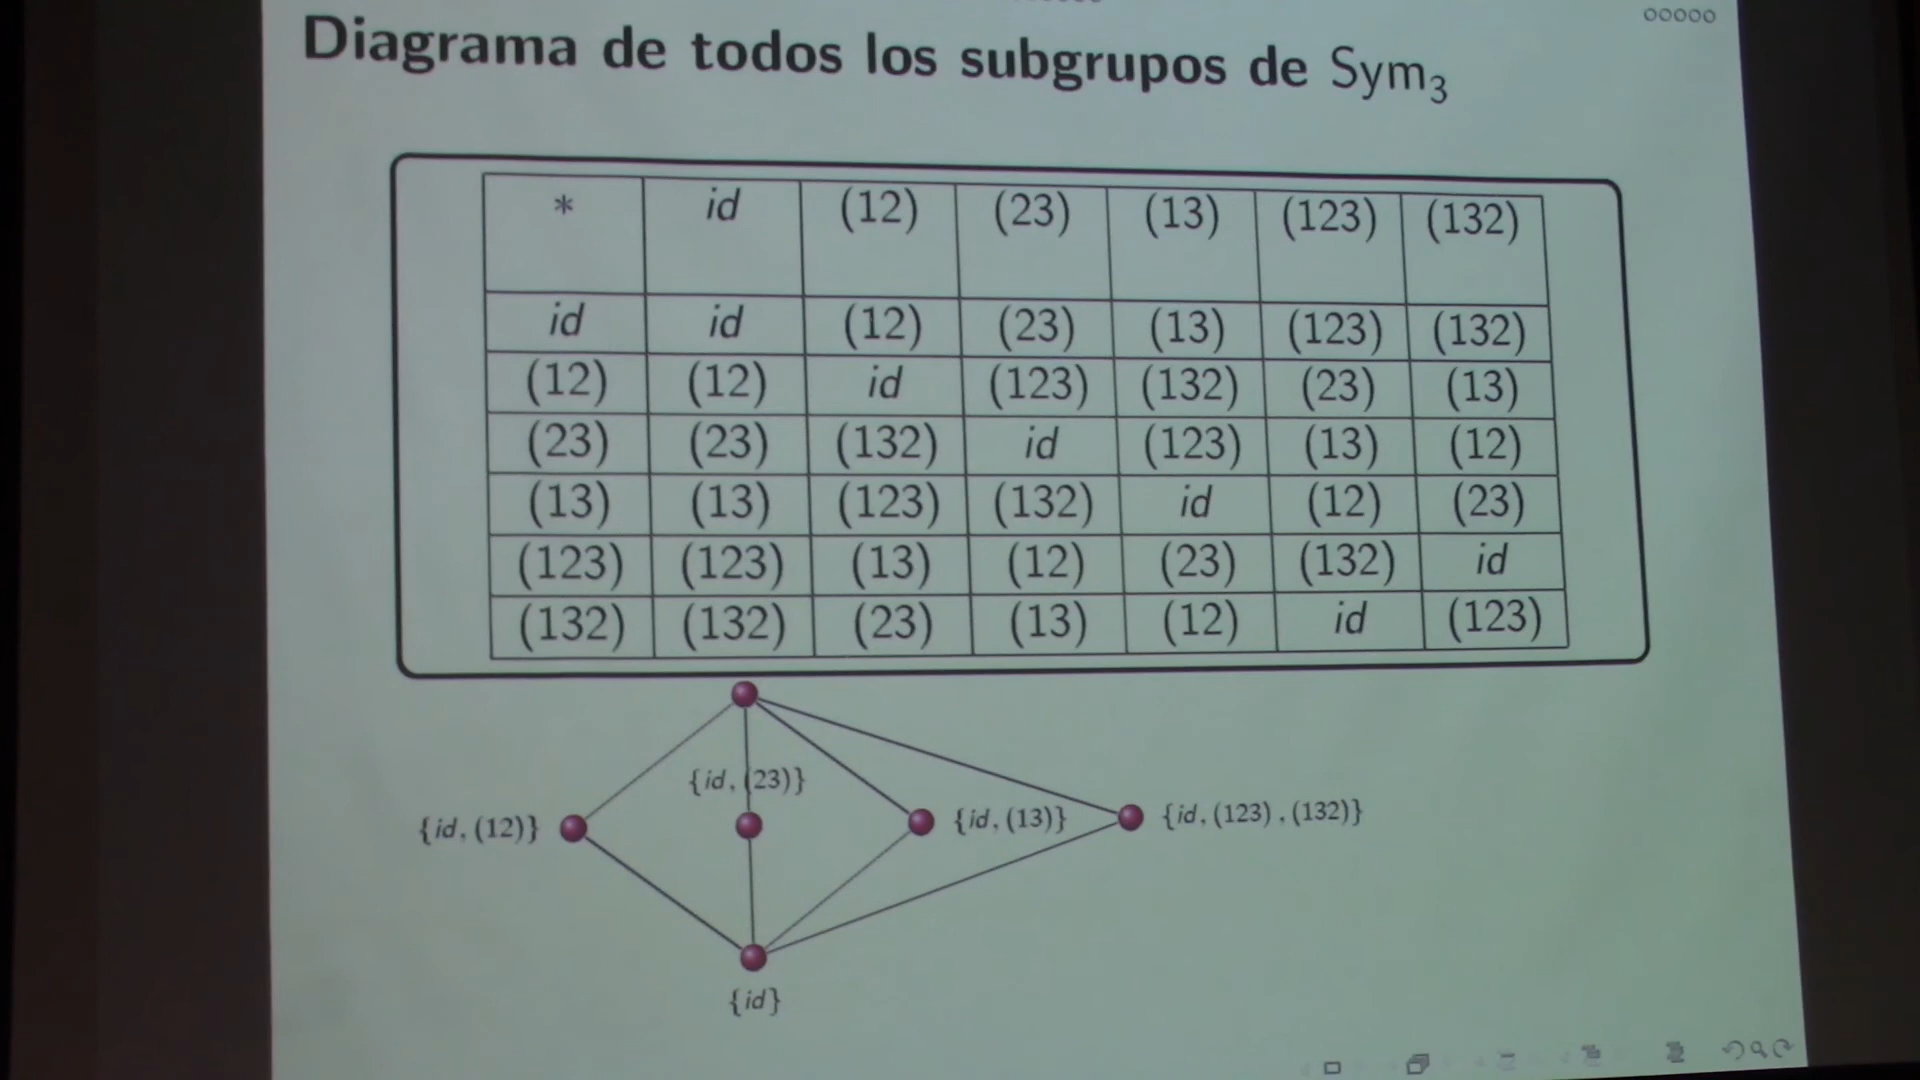 Diagrama de todos los subgrupos de Sym₃
* id (12) (23) (13) (123) (132)
id id (12) (23) (13) (123) (132)
(12) (12) id (123) (132) (23) (13)
(23) (23) (132) id (123) (13) (12)
(13) (13) (123) (132) id (12) (23)
(123) (123) (13) (12) (23) (132) id
(132) (132) (23) (13) (12) id (123)
{id, (23)}
{id, (12)} {id, (13)} {id, (123), (132)}
{id}